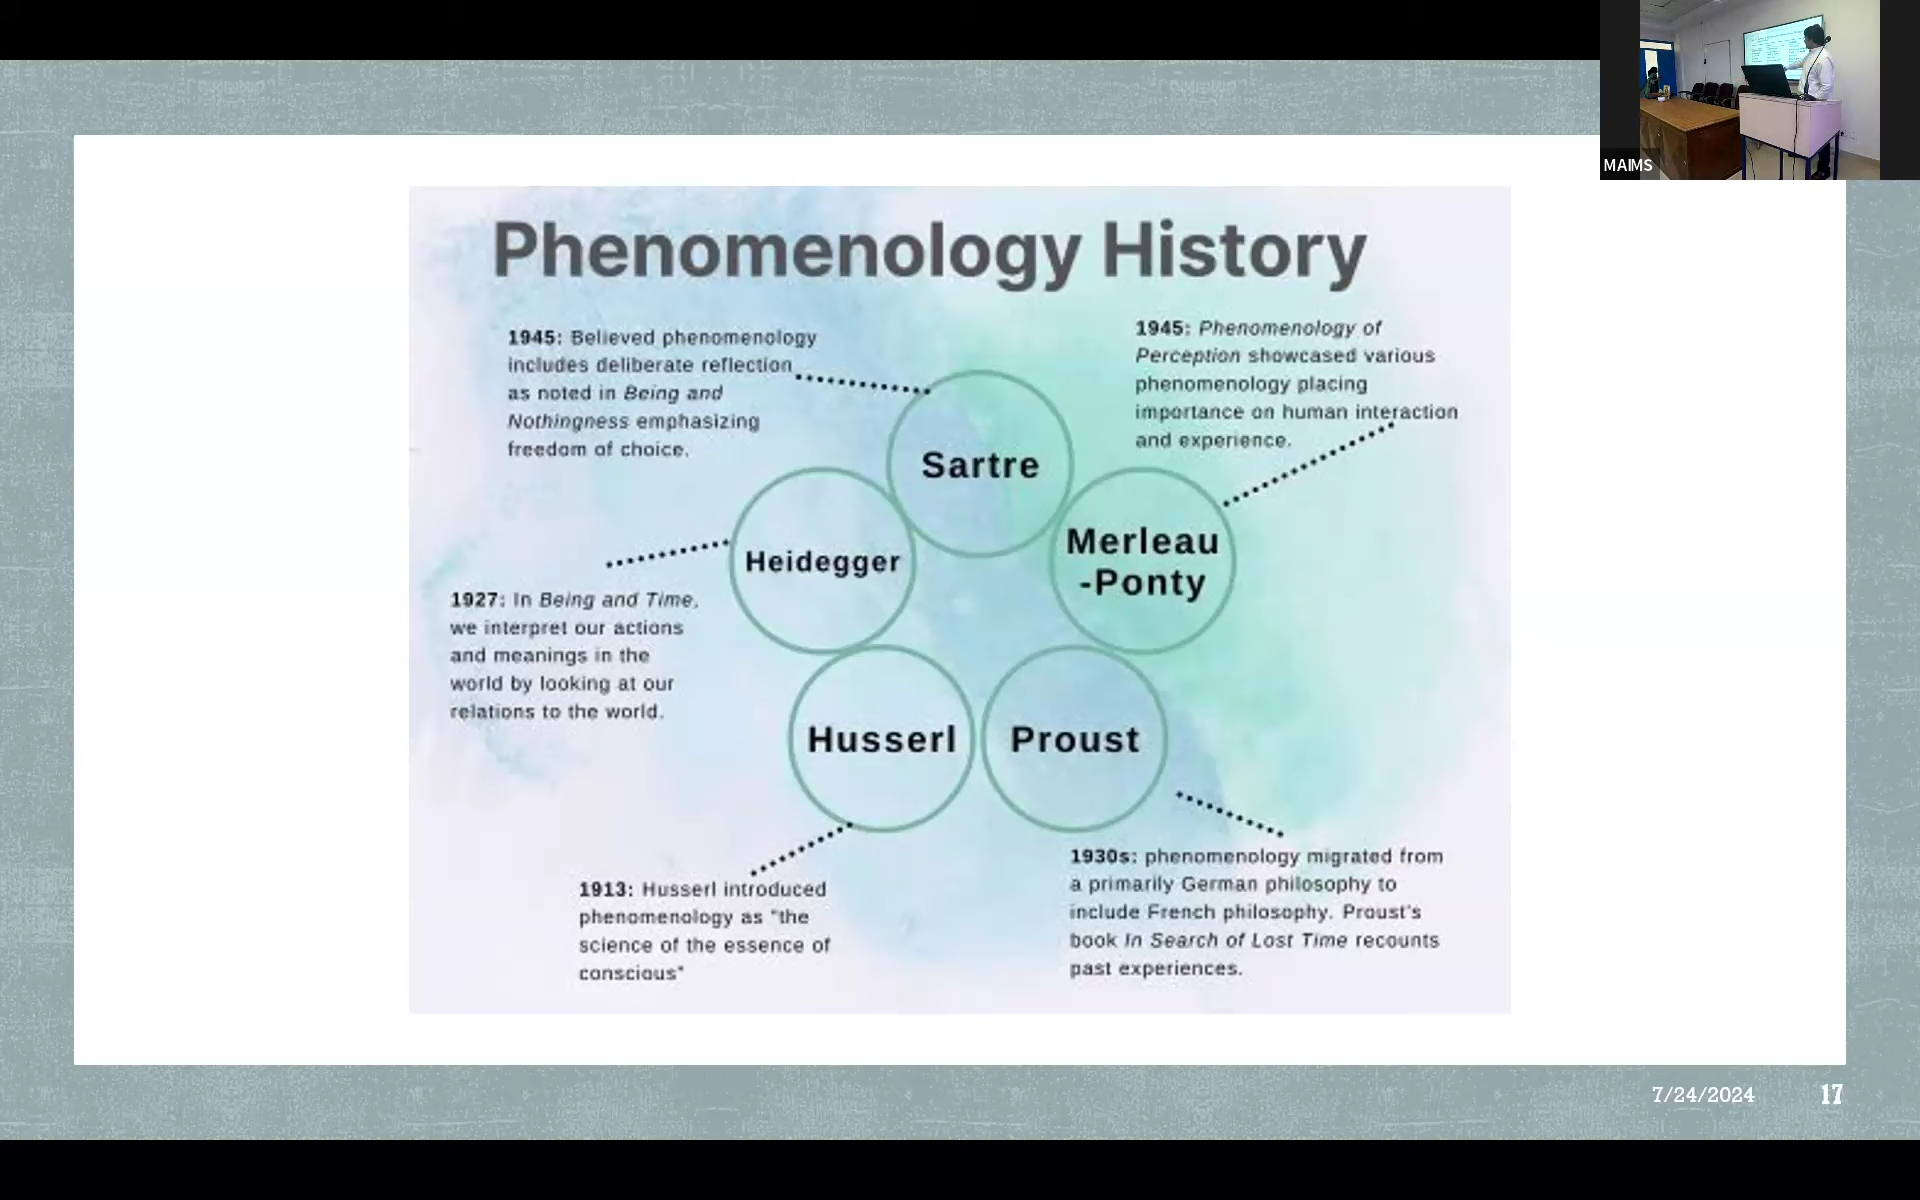 MAIMS
Phenomenology History
1945: Believed phenomenology
includes deliberate reflection
as noted in Being and
Nothingness emphasizing
freedom of choice.
1945: Phenomenology of
Perception showcased various
phenomenology placing
importance on human interaction
and experience.
Sartre
Heidegger
Merleau
-Ponty
1927: In Being and Time,
we interpret our actions
and meanings in the
world by looking at our
relations to the world.
Husserl
Proust
1913: Husserl introduced
phenomenology as "the
science of the essence of
conscious"
1930s: phenomenology migrated from
a primarily German philosophy to
include French philosophy. Proust's
book In Search of Lost Time recounts
past experiences.
7/24/2024
17